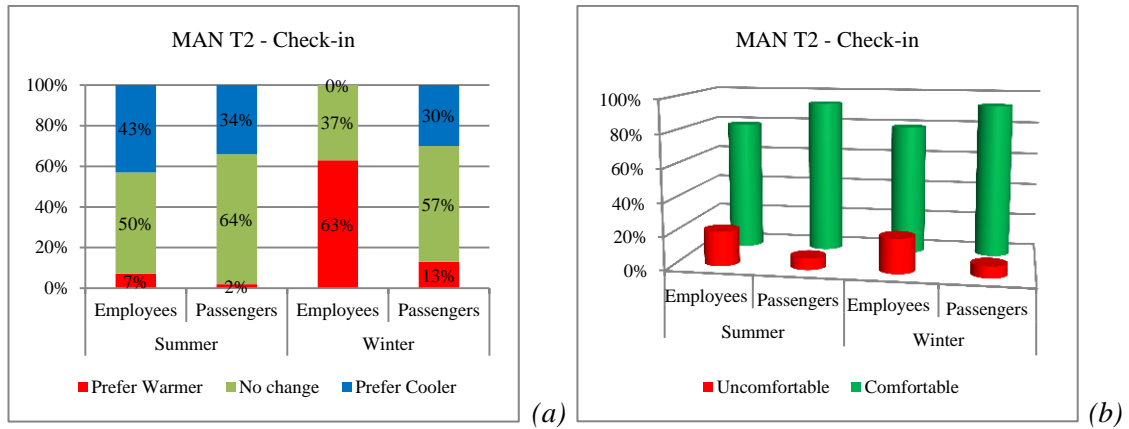 MAN T2 - Check-in
100%
80%
60%
40%
20%
0%
43%
50%
7%
34%
64%
2%
0%
37%
63%
30%
57%
13%
Employees Passengers Employees Passengers
Summer Winter
Prefer Warmer No change Prefer Cooler
(a)
MAN T2 - Check-in
100%
80%
60%
40%
20%
0%
Employees Passengers Employees Passengers
Summer Winter
Uncomfortable Comfortable
(b)